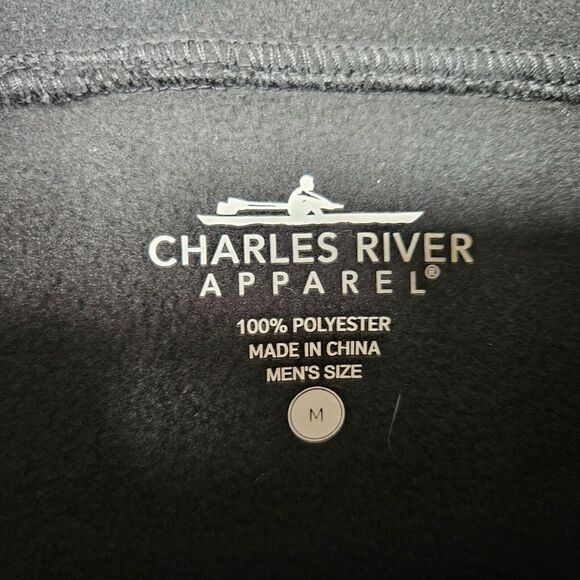 CHARLES RIVER
APPAREL®
100% POLYESTER
MADE IN CHINA
MEN'S SIZE
M